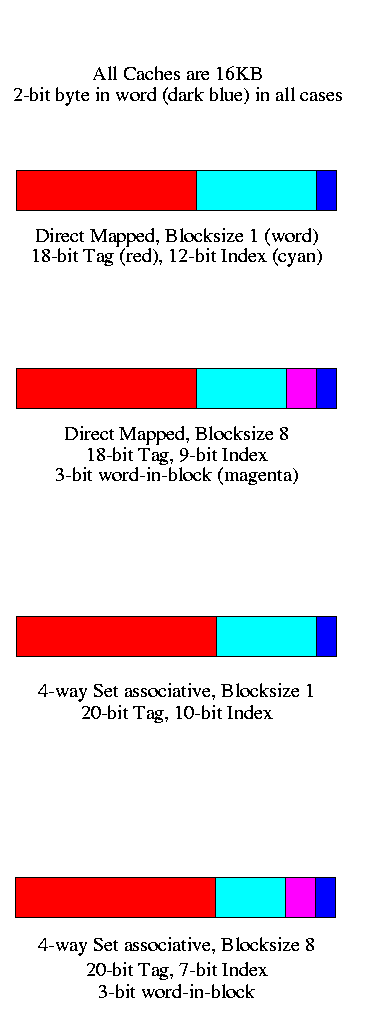 All Caches are 16KB
2-bit byte in word (dark blue) in all cases
Direct Mapped, Blocksize 1 (word)
18-bit Tag (red), 12-bit Index (cyan)
Direct Mapped, Blocksize 8
18-bit Tag, 9-bit Index
3-bit word-in-block (magenta)
4-way Set associative, Blocksize 1
20-bit Tag, 10-bit Index
4-way Set associative, Blocksize 8
20-bit Tag, 7-bit Index
3-bit word-in-block